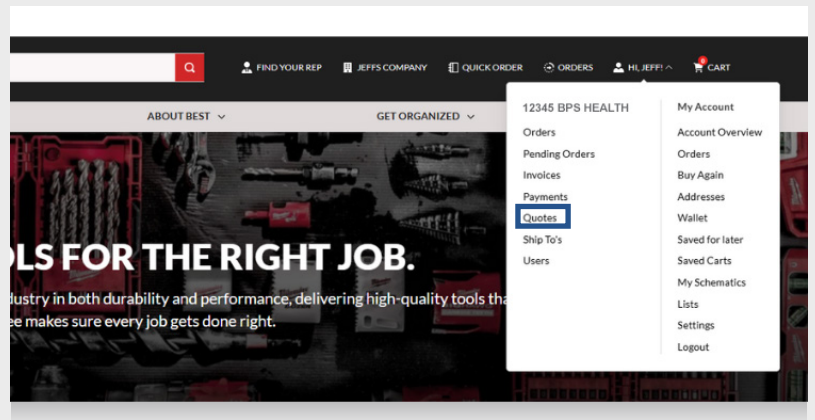 FIND YOUR REP
JEFFS COMPANY
QUICK ORDER
ORDERS
HI, JEFF!
CART
ABOUT BEST
GET ORGANIZED
12345 BPS HEALTH
Orders
Pending Orders
Invoices
Payments
Quotes
Ship To's
Users
My Account
Account Overview
Orders
Buy Again
Addresses
Wallet
Saved for later
Saved Carts
My Schematics
Lists
Settings
Logout
LS FOR THE RIGHT JOB.
lustry in both durability and performance, delivering high-quality tools tha
ee makes sure every job gets done right.